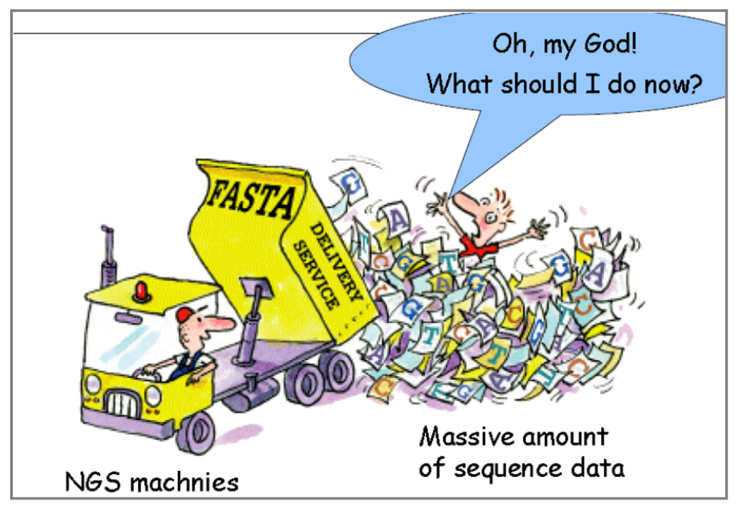 Oh, my God!
What should I do now?
FASTA
DELIVERY
SERVICE
G
A
T
C
G
T
A
G
A
C
A
G
C
G
T
C
A
T
C
G
C
A
T
C
G
A
T
C
Massive amount
of sequence data
NGS machnies